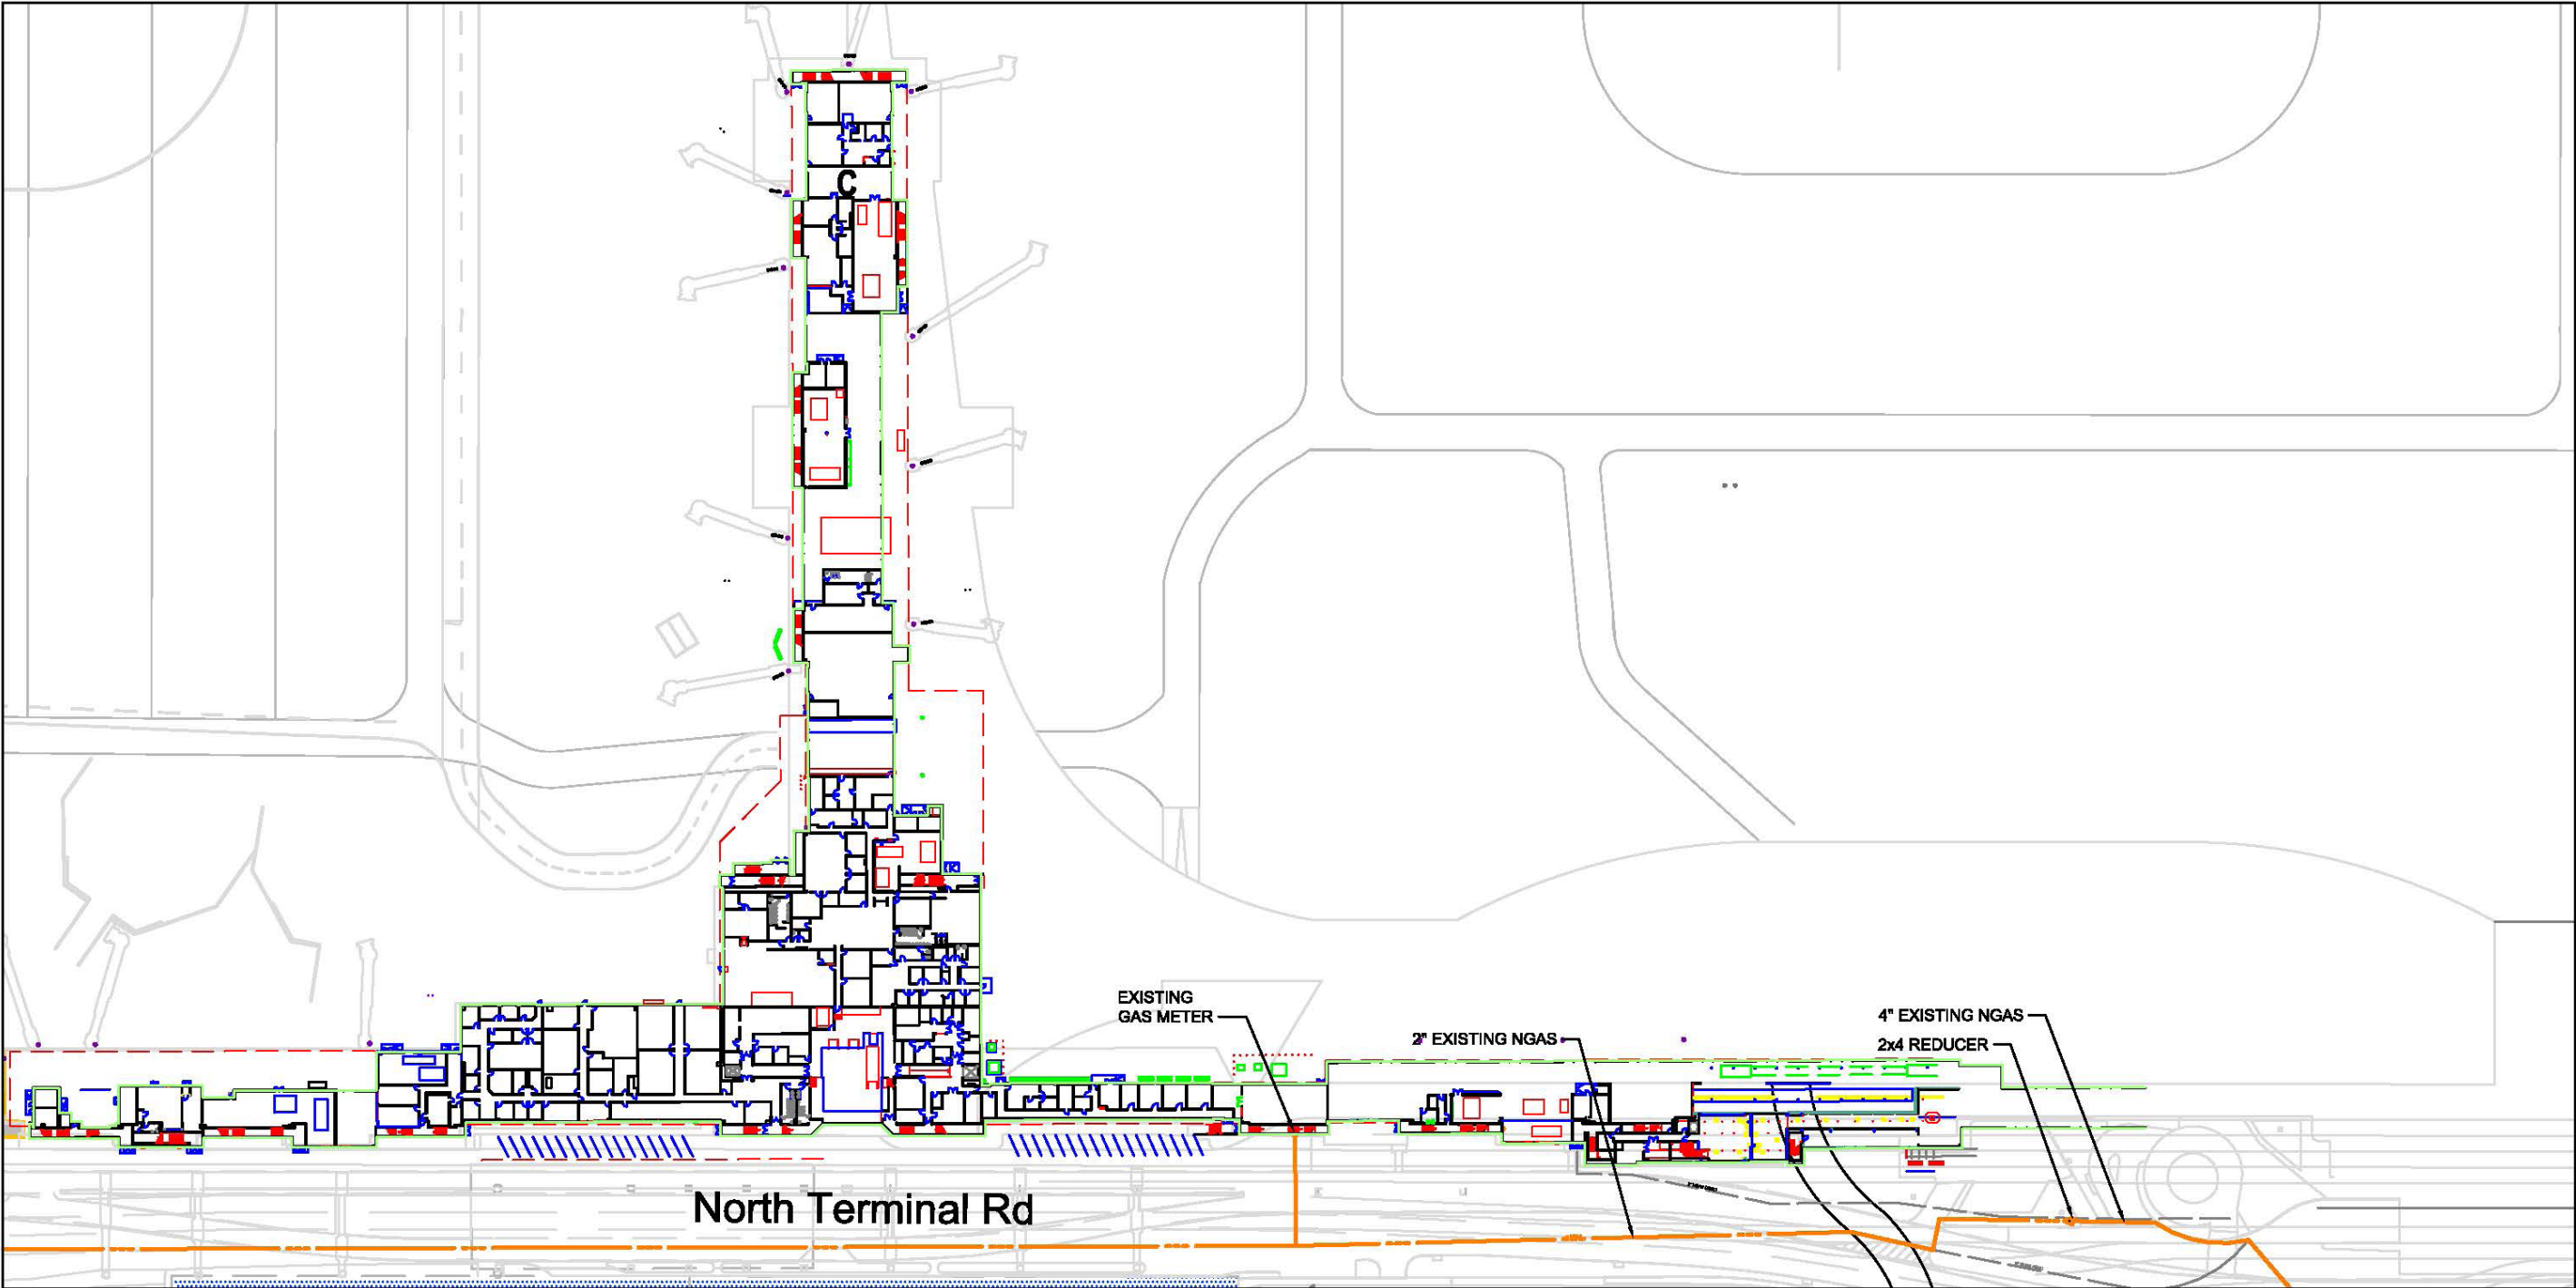 C
EXISTING
GAS METER
2" EXISTING NGAS
4" EXISTING NGAS
2x4 REDUCER
North Terminal Rd